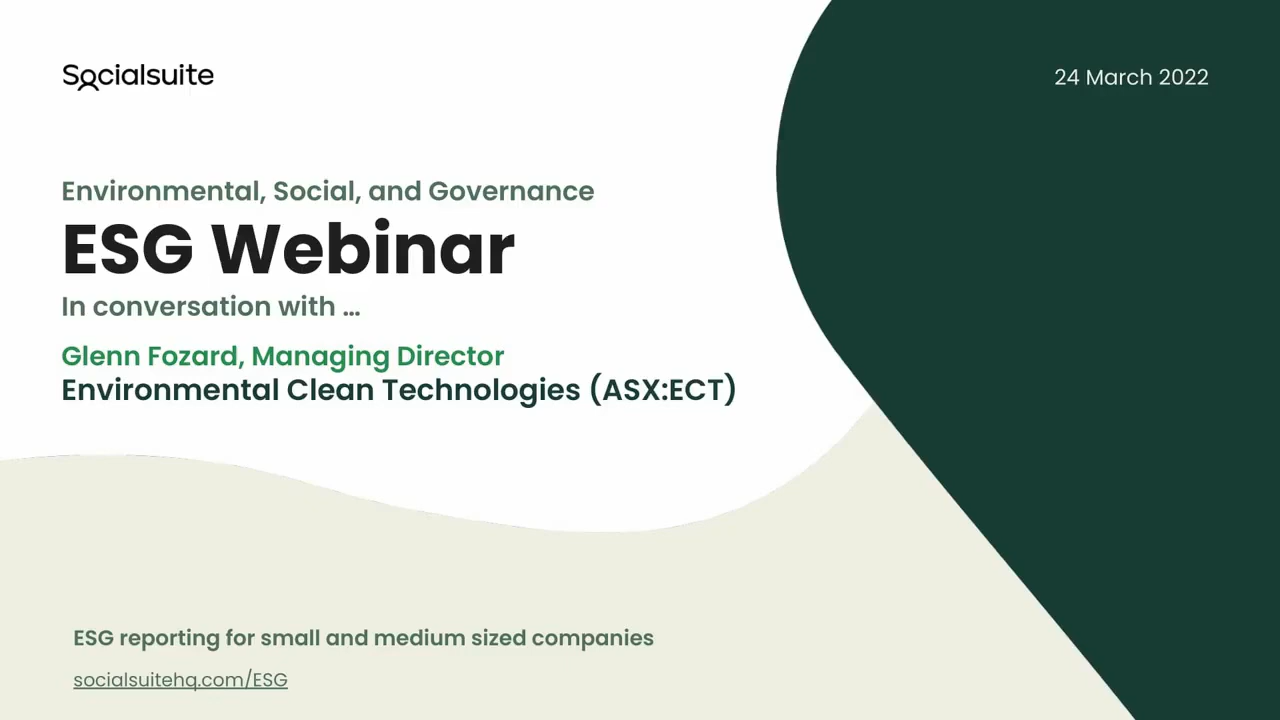 Socialsuite
24 March 2022
Environmental, Social, and Governance
ESG Webinar
In conversation with ...
Glenn Fozard, Managing Director
Environmental Clean Technologies (ASX:ECT)
ESG reporting for small and medium sized companies
socialsuitehq.com/ESG